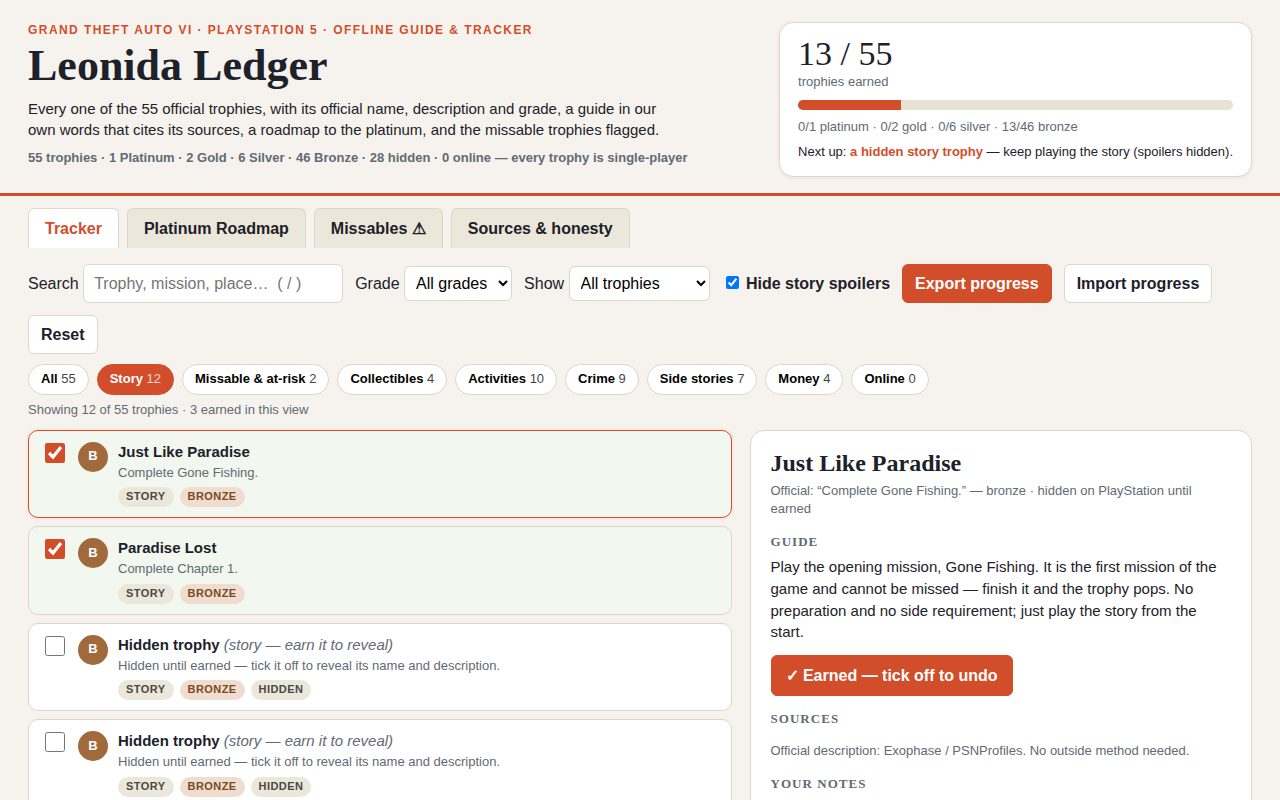 GRAND THEFT AUTO VI · PLAYSTATION 5 · OFFLINE GUIDE & TRACKER
Leonida Ledger
Every one of the 55 official trophies, with its official name, description and grade, a guide in our
own words that cites its sources, a roadmap to the platinum, and the missable trophies flagged.
55 trophies · 1 Platinum · 2 Gold · 6 Silver · 46 Bronze · 28 hidden · 0 online — every trophy is single-player
13 / 55
trophies earned
0/1 platinum · 0/2 gold · 0/6 silver · 13/46 bronze
Next up: a hidden story trophy — keep playing the story (spoilers hidden).
Tracker Platinum Roadmap Missables ⚠ Sources & honesty
Search Trophy, mission, place… ( / ) Grade All grades Show All trophies Hide story spoilers Export progress Import progress
Reset
All 55 Story 12 Missable & at-risk 2 Collectibles 4 Activities 10 Crime 9 Side stories 7 Money 4 Online 0
Showing 12 of 55 trophies · 3 earned in this view
B Just Like Paradise
Complete Gone Fishing.
STORY BRONZE
B Paradise Lost
Complete Chapter 1.
STORY BRONZE
B Hidden trophy (story — earn it to reveal)
Hidden until earned — tick it off to reveal its name and description.
STORY BRONZE HIDDEN
B Hidden trophy (story — earn it to reveal)
Hidden until earned — tick it off to reveal its name and description.
STORY BRONZE HIDDEN
Just Like Paradise
Official: “Complete Gone Fishing.” — bronze · hidden on PlayStation until
earned
GUIDE
Play the opening mission, Gone Fishing. It is the first mission of the
game and cannot be missed — finish it and the trophy pops. No
preparation and no side requirement; just play the story from the
start.
✓ Earned — tick off to undo
SOURCES
Official description: Exophase / PSNProfiles. No outside method needed.
YOUR NOTES